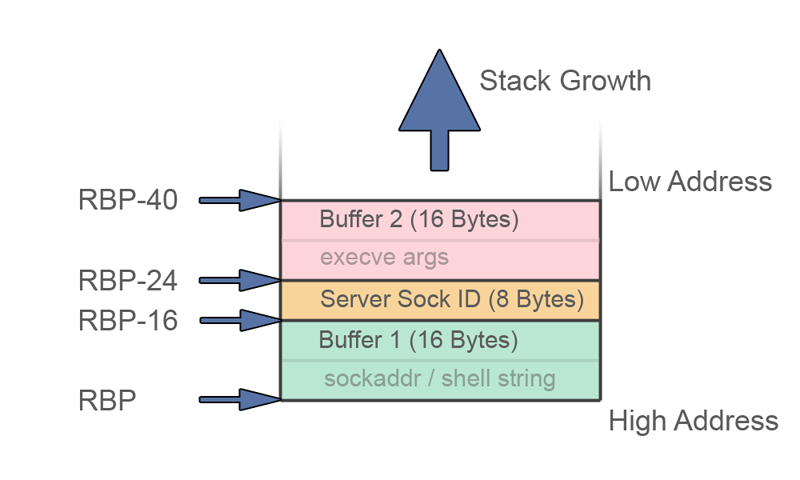 Stack Growth
Low Address
RBP-40
Buffer 2 (16 Bytes)
execve args
RBP-24
Server Sock ID (8 Bytes)
RBP-16
Buffer 1 (16 Bytes)
sockaddr / shell string
RBP
High Address